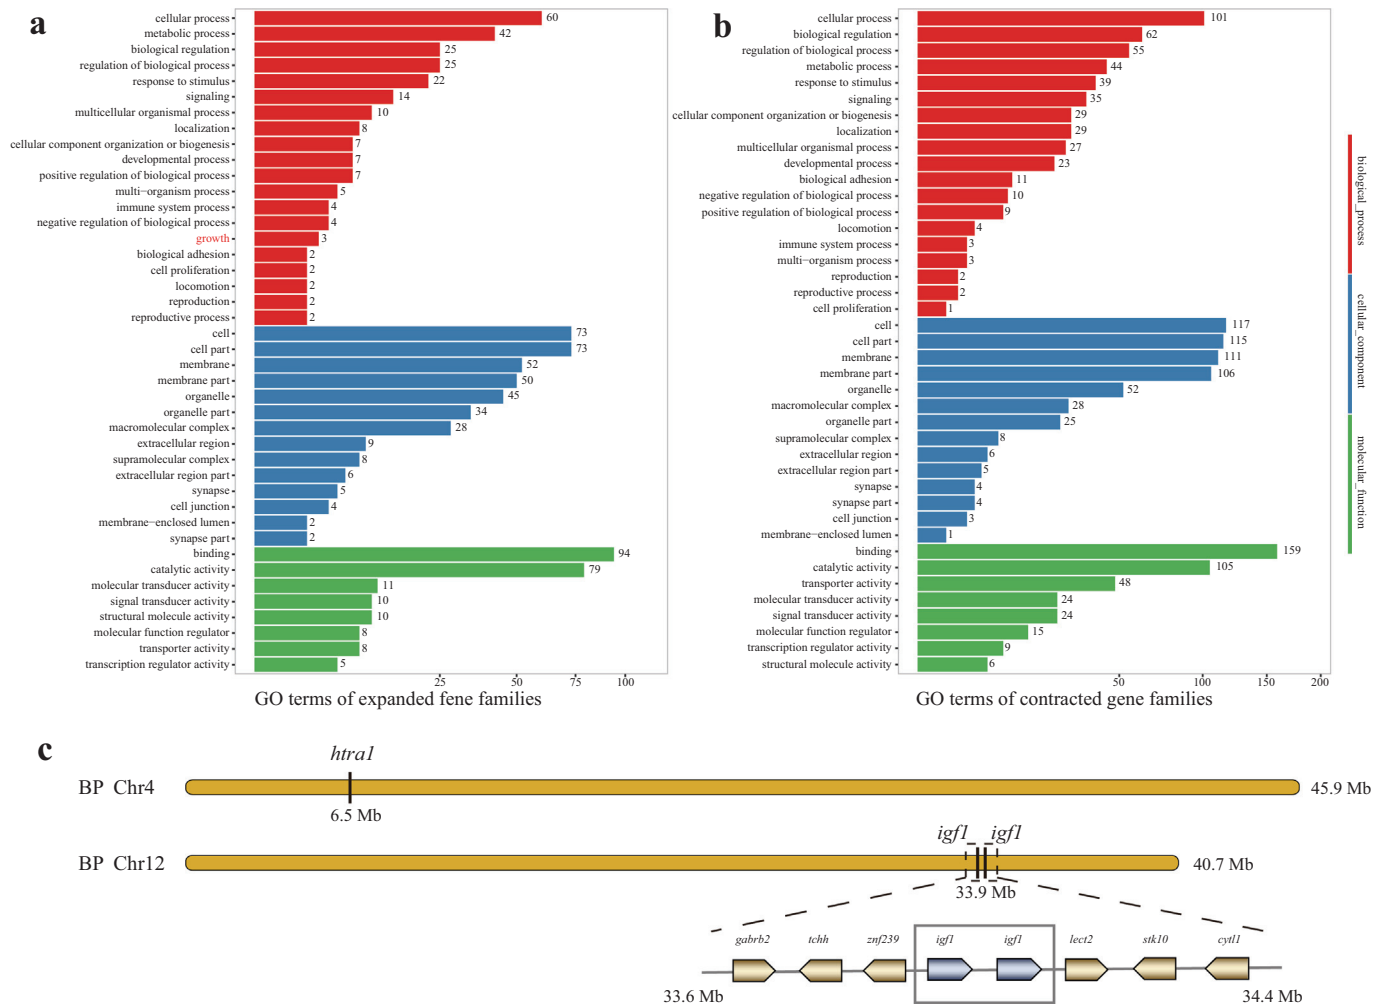 a
cellular process 60
metabolic process 42
biological regulation 25
regulation of biological process 25
response to stimulus 22
signaling 14
multicellular organismal process 10
localization 8
cellular component organization or biogenesis 7
developmental process 7
positive regulation of biological process 7
multi−organism process 5
immune system process 4
negative regulation of biological process 4
growth 3
biological adhesion 2
cell proliferation 2
locomotion 2
reproduction 2
reproductive process 2
cell 73
cell part 73
membrane 52
membrane part 50
organelle 45
organelle part 34
macromolecular complex 28
extracellular region 9
supramolecular complex 8
extracellular region part 6
synapse 5
cell junction 4
membrane−enclosed lumen 2
synapse part 2
binding 94
catalytic activity 79
molecular transducer activity 11
signal transducer activity 10
structural molecule activity 10
molecular function regulator 8
transporter activity 8
transcription regulator activity 5
25 50 75 100
GO terms of expanded fene families
b
cellular process 101
biological regulation 62
regulation of biological process 55
metabolic process 44
response to stimulus 39
signaling 35
cellular component organization or biogenesis 29
localization 29
multicellular organismal process 27
developmental process 23
biological adhesion 11
negative regulation of biological process 10
positive regulation of biological process 9
locomotion 4
immune system process 3
multi−organism process 3
reproduction 2
reproductive process 2
cell proliferation 1
cell 117
cell part 115
membrane 111
membrane part 106
organelle 52
macromolecular complex 28
organelle part 25
supramolecular complex 8
extracellular region 6
extracellular region part 5
synapse 4
synapse part 4
cell junction 3
membrane−enclosed lumen 1
binding 159
catalytic activity 105
transporter activity 48
molecular transducer activity 24
signal transducer activity 24
molecular function regulator 15
transcription regulator activity 9
structural molecule activity 6
50 100 150 200
GO terms of contracted gene families
biological_process
cellular_component
molecular_function
c
htra1
BP Chr4 45.9 Mb
6.5 Mb
igf1 igf1
BP Chr12 40.7 Mb
33.9 Mb
gabrb2 tchh znf239 igf1 igf1 lect2 stk10 cytl1
33.6 Mb 34.4 Mb